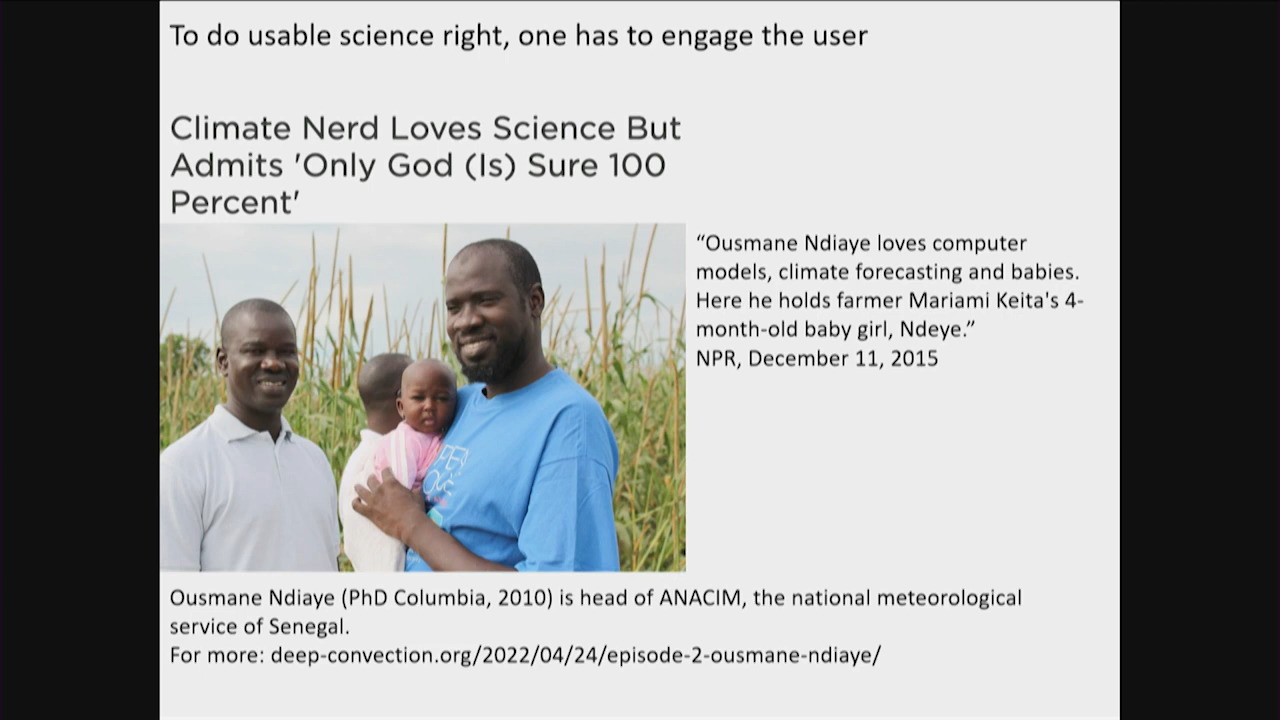 To do usable science right, one has to engage the user
Climate Nerd Loves Science But
Admits 'Only God (Is) Sure 100
Percent'
“Ousmane Ndiaye loves computer
models, climate forecasting and babies.
Here he holds farmer Mariami Keita's 4-
month-old baby girl, Ndeye.”
NPR, December 11, 2015
Ousmane Ndiaye (PhD Columbia, 2010) is head of ANACIM, the national meteorological
service of Senegal.
For more: deep-convection.org/2022/04/24/episode-2-ousmane-ndiaye/